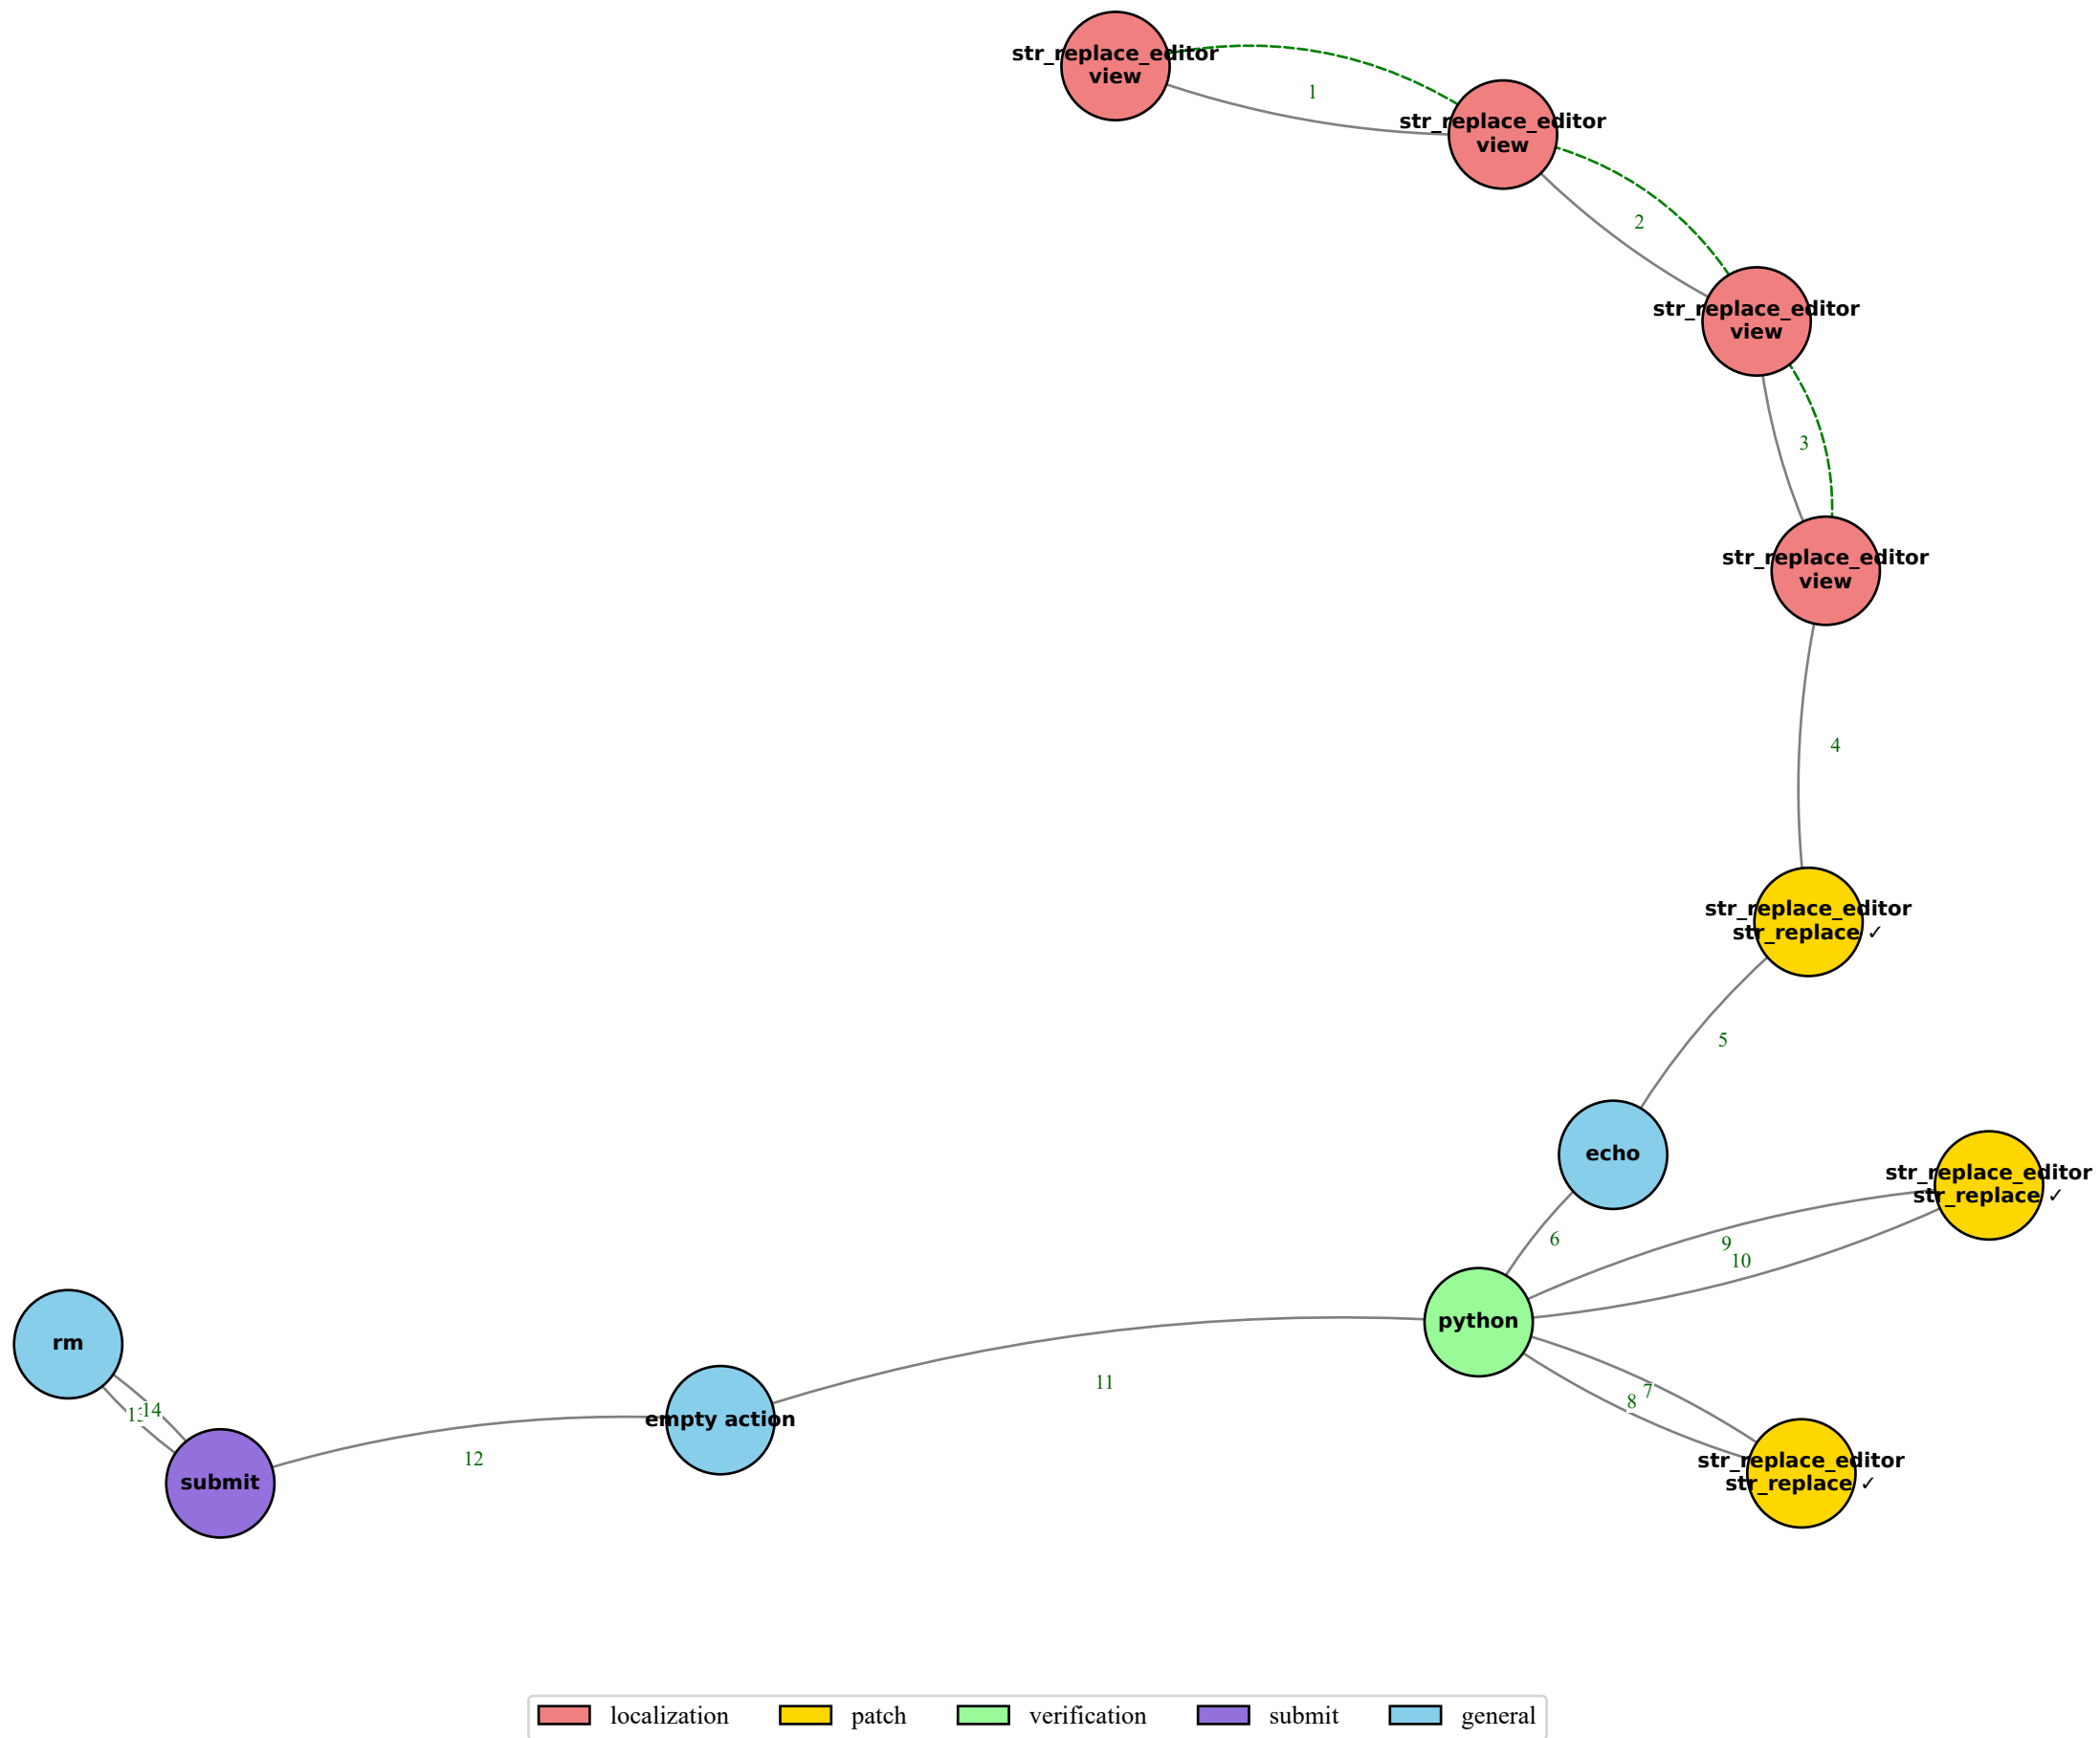 str_replace_editor
view
1
str_replace_editor
view
2
str_replace_editor
view
3
str_replace_editor
view
4
str_replace_editor
str_replace ✓
5
echo
6
str_replace_editor
str_replace ✓
9
10
python
7
8
str_replace_editor
str_replace ✓
11
empty action
12
rm
13
14
submit
localization
patch
verification
submit
general